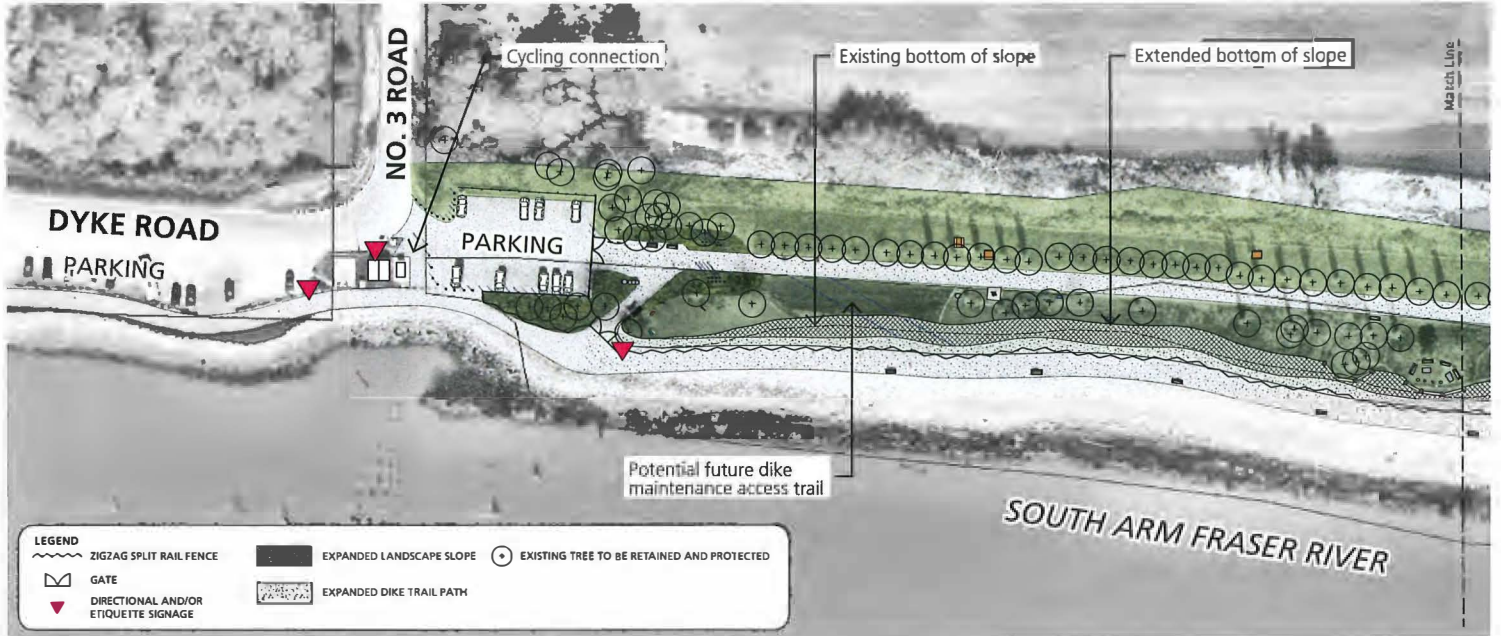 NO. 3 ROAD
Cycling connection
Existing bottom of slope
Extended bottom of slope
Match Line
DYKE ROAD
PARKING
PARKING
Potential future dike
maintenance access trail
SOUTH ARM FRASER RIVER
LEGEND
ZIGZAG SPLIT RAIL FENCE
GATE
DIRECTIONAL AND/OR
ETIQUETTE SIGNAGE
EXPANDED LANDSCAPE SLOPE
EXPANDED DIKE TRAIL PATH
EXISTING TREE TO BE RETAINED AND PROTECTED